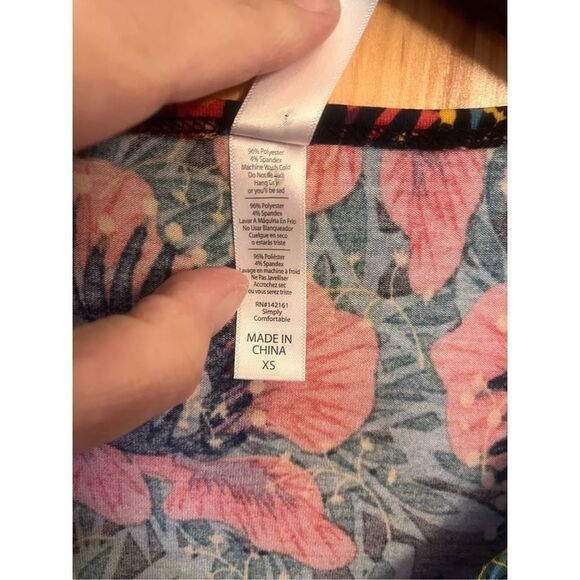 96% Polyester
4% Spandex
Machine Wash Cold
Do Not Bleach
Hang Dry
or you'll be sad
96% Polyester
4% Spandex
Lavar A Máquina En Frío
No Usar Blanqueador
Cuelgue en seco
o estarás triste
96% Poliéster
4% Spandex
Lavage en machine à froid
Ne Pas Javelliser
Accrochez sec
ou vous serez triste
RN#142161
Simply
Comfortable
MADE IN
CHINA
XS